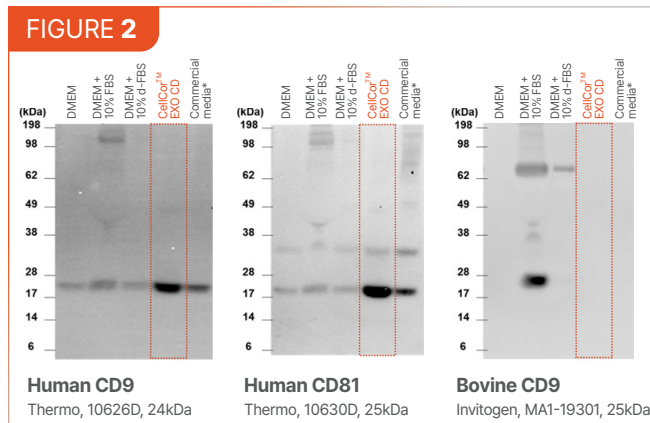 FIGURE 2
(kDa)
DMEM
DMEM +
10% FBS
DMEM +
10% d-FBS
CellCor™
EXO CD
Commercial
media*
198
98
62
49
38
28
17
14
6
Human CD9
Thermo, 10626D, 24kDa
(kDa)
DMEM
DMEM +
10% FBS
DMEM +
10% d-FBS
CellCor™
EXO CD
Commercial
media*
198
98
62
49
38
28
17
14
6
Human CD81
Thermo, 10630D, 25kDa
(kDa)
DMEM
DMEM +
10% FBS
DMEM +
10% d-FBS
CellCor™
EXO CD
Commercial
media*
198
98
62
49
38
28
17
14
6
Bovine CD9
Invitogen, MA1-19301, 25kDa